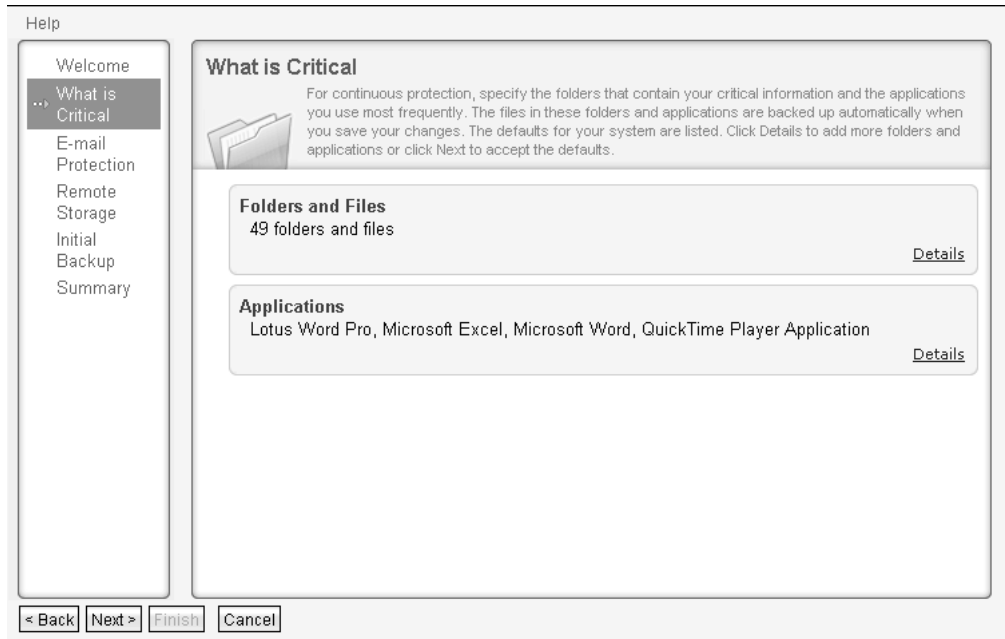 Help
Welcome
What is
Critical
E-mail
Protection
Remote
Storage
Initial
Backup
Summary
What is Critical
For continuous protection, specify the folders that contain your critical information and the applications
you use most frequently. The files in these folders and applications are backed up automatically when
you save your changes. The defaults for your system are listed. Click Details to add more folders and
applications or click Next to accept the defaults.
Folders and Files
49 folders and files
Details
Applications
Lotus Word Pro, Microsoft Excel, Microsoft Word, QuickTime Player Application
Details
< Back Next > Finish Cancel